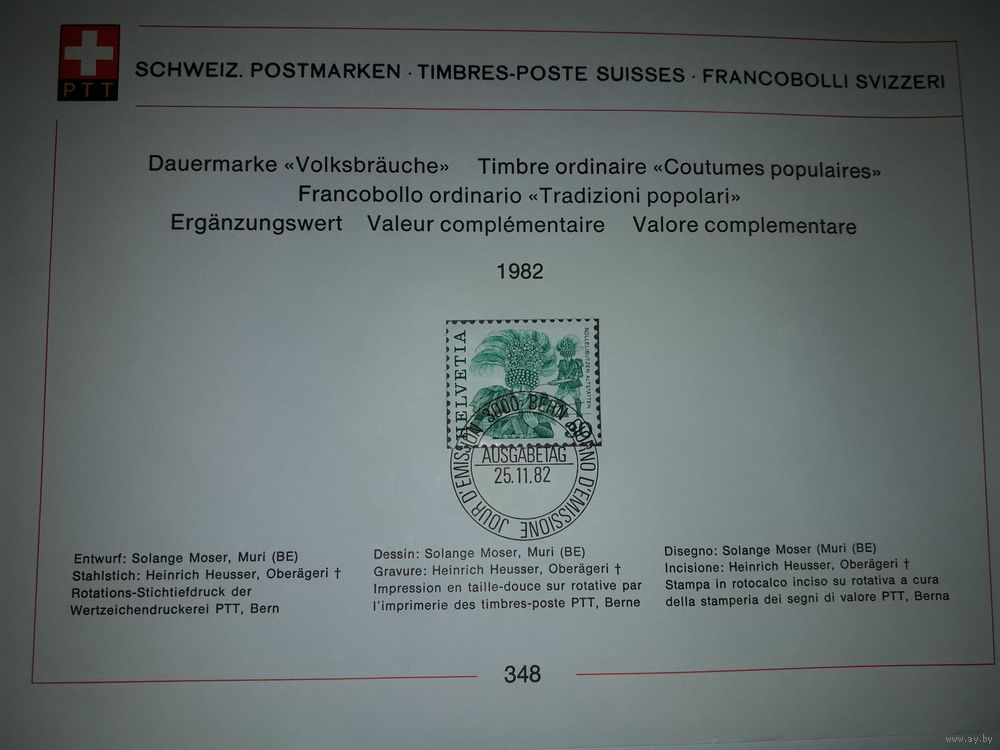 PTT
SCHWEIZ. POSTMARKEN · TIMBRES-POSTE SUISSES · FRANCOBOLLI SVIZZERI
Dauermarke «Volksbräuche» Timbre ordinaire «Coutumes populaires»
Francobollo ordinario «Tradizioni popolari»
Ergänzungswert Valeur complémentaire Valore complementare
1982
HELVETIA
ALTSTÄTTEN
3000 BERN
GIORNO D'EMISSIONE
JOUR D'EMISSION
AUSGABETAG
25.11.82
Entwurf: Solange Moser, Muri (BE)
Stahlstich: Heinrich Heusser, Oberägeri †
Rotations-Stichtiefdruck der
Wertzeichendruckerei PTT, Bern
Dessin: Solange Moser, Muri (BE)
Gravure: Heinrich Heusser, Oberägeri †
Impression en taille-douce sur rotative par
l'imprimerie des timbres-poste PTT, Berne
Disegno: Solange Moser (Muri (BE)
Incisione: Heinrich Heusser, Oberägeri †
Stampa in rotocalco inciso su rotativa a cura
della stamperia dei segni di valore PTT, Berna
348
www.ay.by